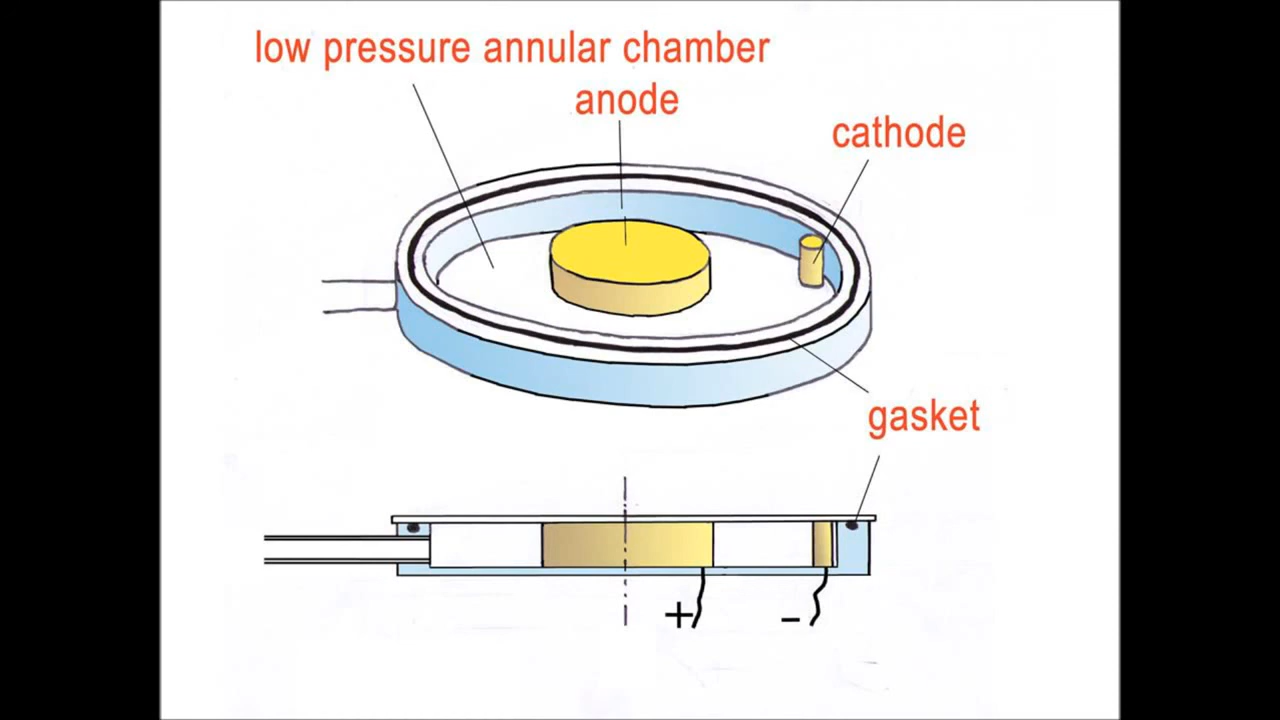 low pressure annular chamber
anode
cathode
gasket
+
-